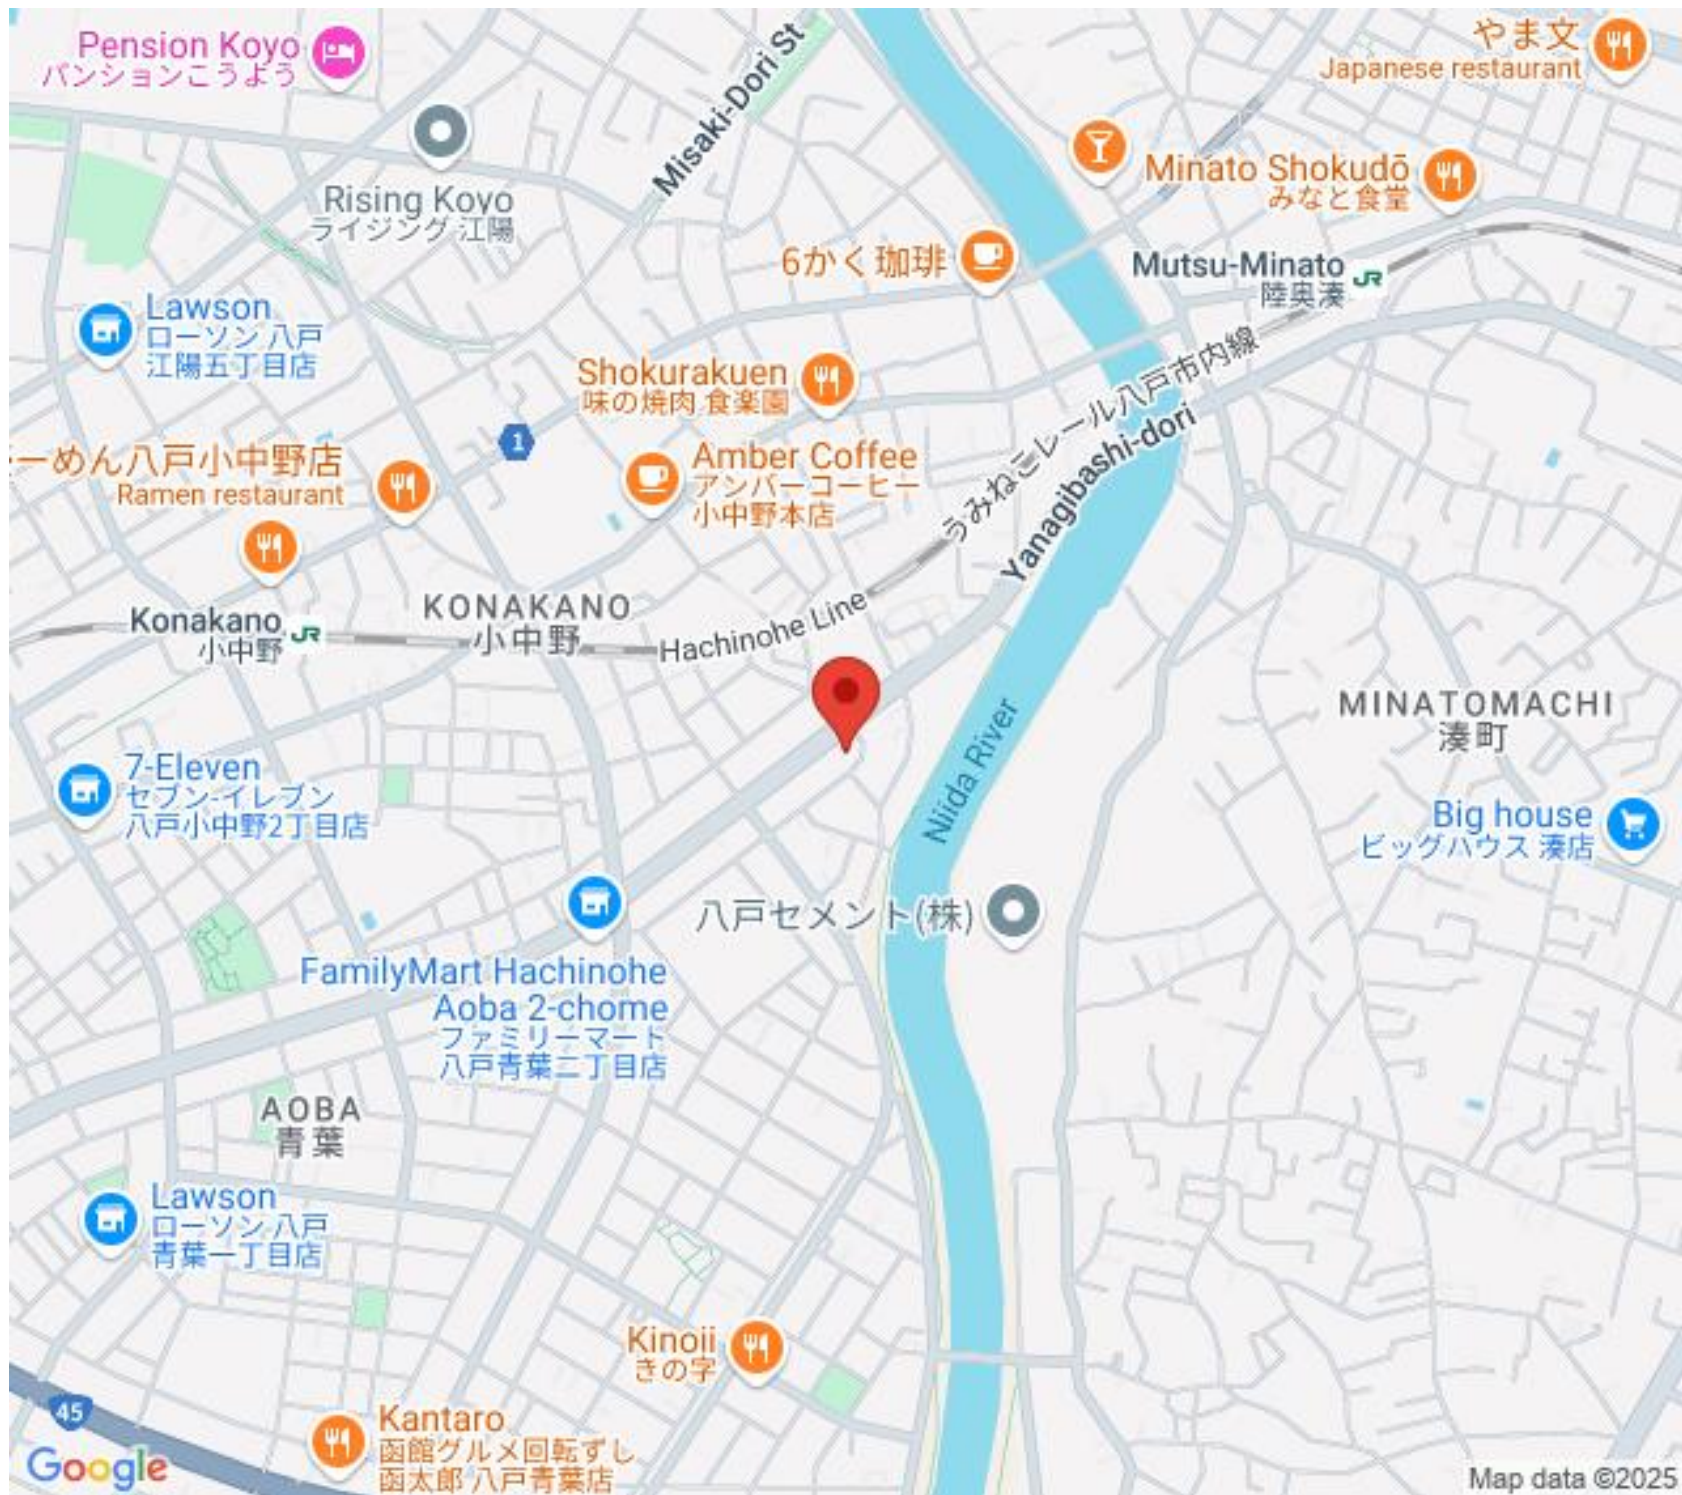 Pension Koyo
パンションこうよう
Misaki-Dori St
やま文
Japanese restaurant
Rising Koyo
ライジング 江陽
Minato Shokudō
みなと食堂
6かく珈琲
Mutsu-Minato
陸奥湊
JR
Lawson
ローソン 八戸
江陽五丁目店
Shokurakuen
味の焼肉 食楽園
うみねこレール八戸市内線
Yanagibashi-dori
1
ーめん八戸小中野店
Ramen restaurant
Amber Coffee
アンバーコーヒー
小中野本店
Konakano
小中野
JR
KONAKANO
小中野
Hachinohe Line
Niida River
MINATOMACHI
湊町
7-Eleven
セブン-イレブン
八戸小中野2丁目店
Big house
ビッグハウス 湊店
八戸セメント(株)
FamilyMart Hachinohe
Aoba 2-chome
ファミリーマート
八戸青葉二丁目店
AOBA
青葉
Lawson
ローソン 八戸
青葉一丁目店
Kinoji
きの字
45
Kantaro
函館グルメ回転ずし
函太郎 八戸青葉店
Google
Map data ©2025